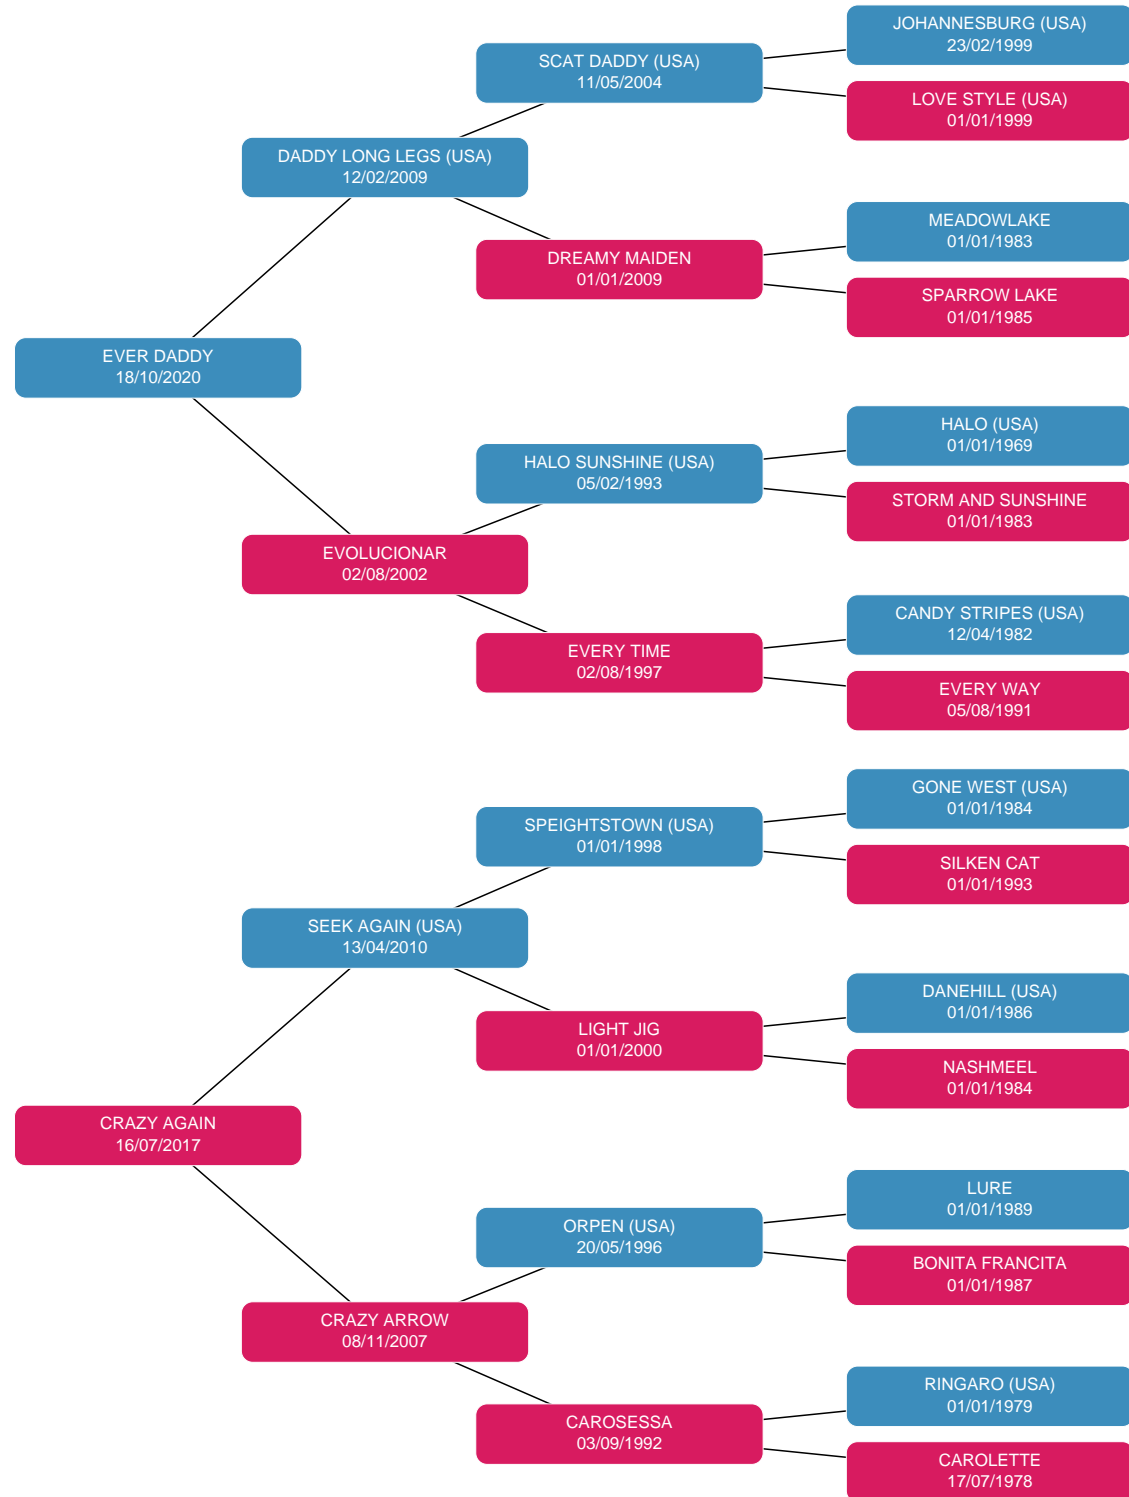 JOHANNESBURG (USA)
23/02/1999
SCAT DADDY (USA)
11/05/2004
LOVE STYLE (USA)
01/01/1999
DADDY LONG LEGS (USA)
12/02/2009
MEADOWLAKE
01/01/1983
DREAMY MAIDEN
01/01/2009
SPARROW LAKE
01/01/1985
EVER DADDY
18/10/2020
HALO (USA)
01/01/1969
HALO SUNSHINE (USA)
05/02/1993
STORM AND SUNSHINE
01/01/1983
EVOLUCIONAR
02/08/2002
CANDY STRIPES (USA)
12/04/1982
EVERY TIME
02/08/1997
EVERY WAY
05/08/1991
GONE WEST (USA)
01/01/1984
SPEIGHTSTOWN (USA)
01/01/1998
SILKEN CAT
01/01/1993
SEEK AGAIN (USA)
13/04/2010
DANEHILL (USA)
01/01/1986
LIGHT JIG
01/01/2000
NASHMEEL
01/01/1984
CRAZY AGAIN
16/07/2017
LURE
01/01/1989
ORPEN (USA)
20/05/1996
BONITA FRANCITA
01/01/1987
CRAZY ARROW
08/11/2007
RINGARO (USA)
01/01/1979
CAROSESSA
03/09/1992
CAROLETTE
17/07/1978